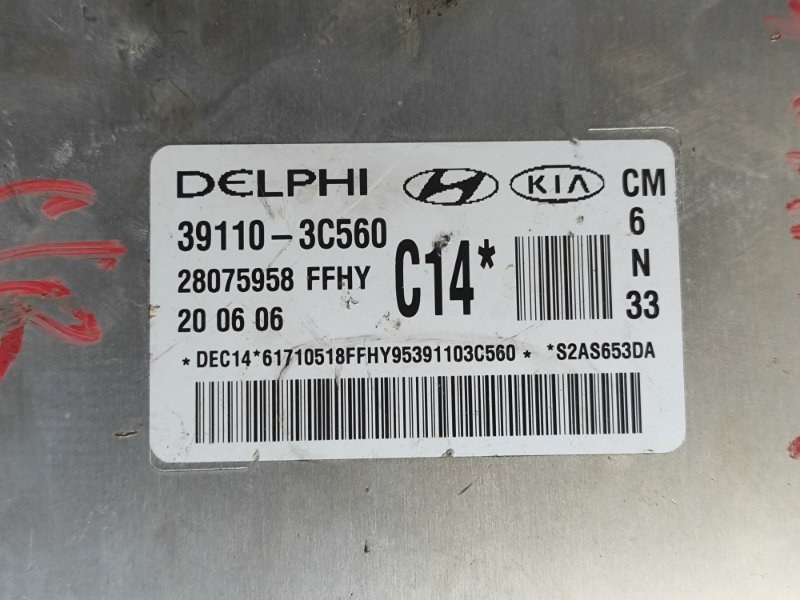 DELPHI H KIA CM
39110-3C560 6
28075958 FFHY C14* N
20 06 06 33
*DEC14*61710518FFHY95391103C560* *S2AS653DA